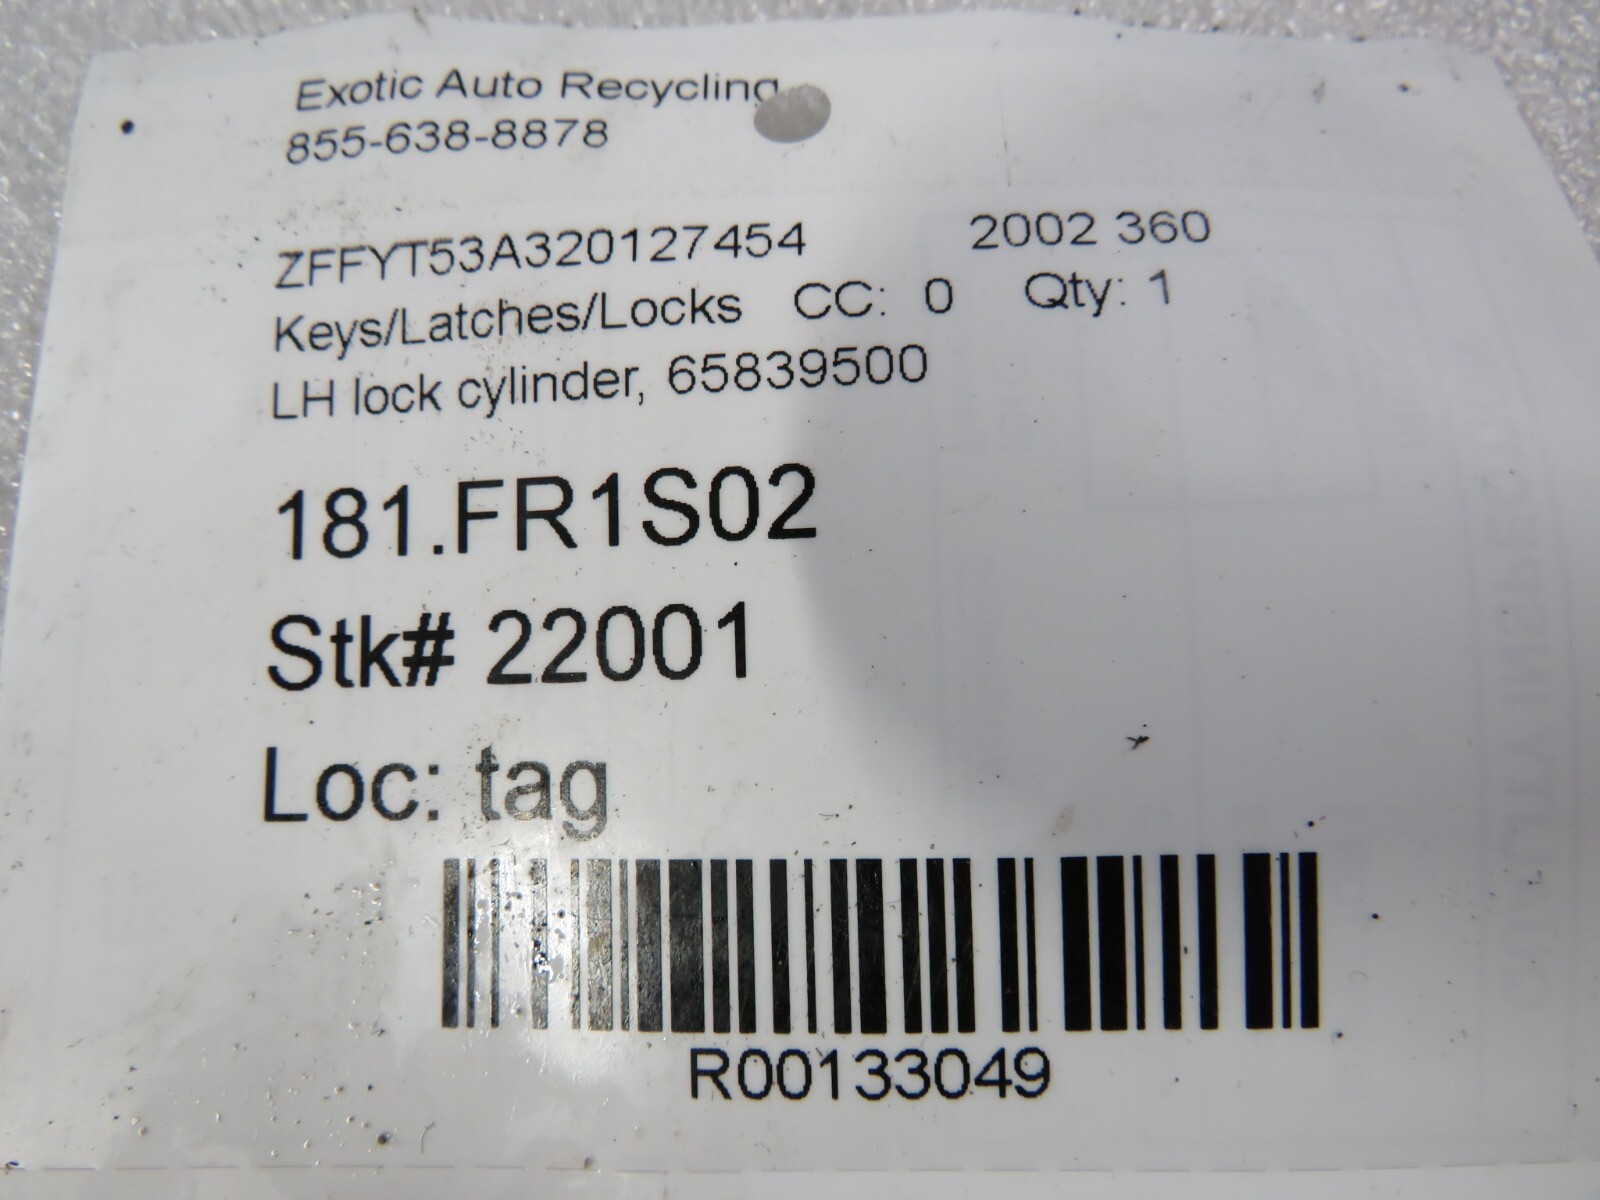 Exotic Auto Recycling
855-638-8878
ZFFYT53A320127454 2002 360
Keys/Latches/Locks CC: 0 Qty: 1
LH lock cylinder, 65839500
181.FR1S02
Stk# 22001
Loc: tag
R00133049